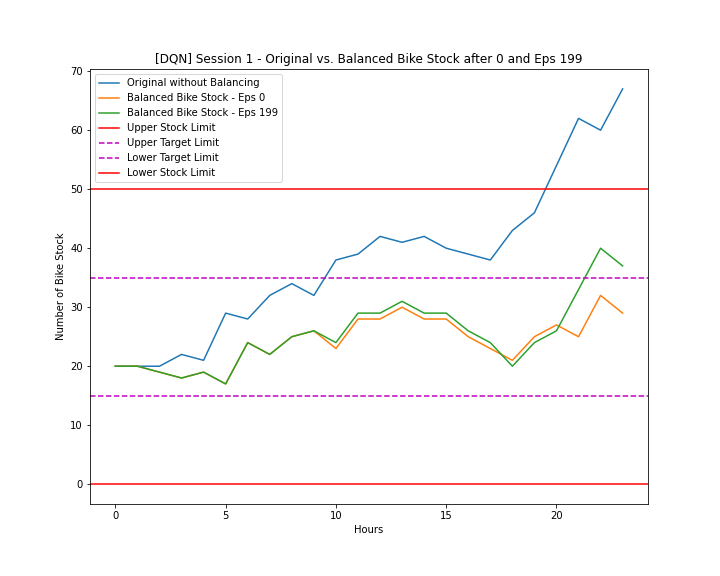 [DQN] Session 1 - Original vs. Balanced Bike Stock after 0 and Eps 199
Original without Balancing
Balanced Bike Stock - Eps 0
Balanced Bike Stock - Eps 199
Upper Stock Limit
Upper Target Limit
Lower Target Limit
Lower Stock Limit
Number of Bike Stock
70
60
50
40
30
20
10
0
0
5
10
15
20
Hours